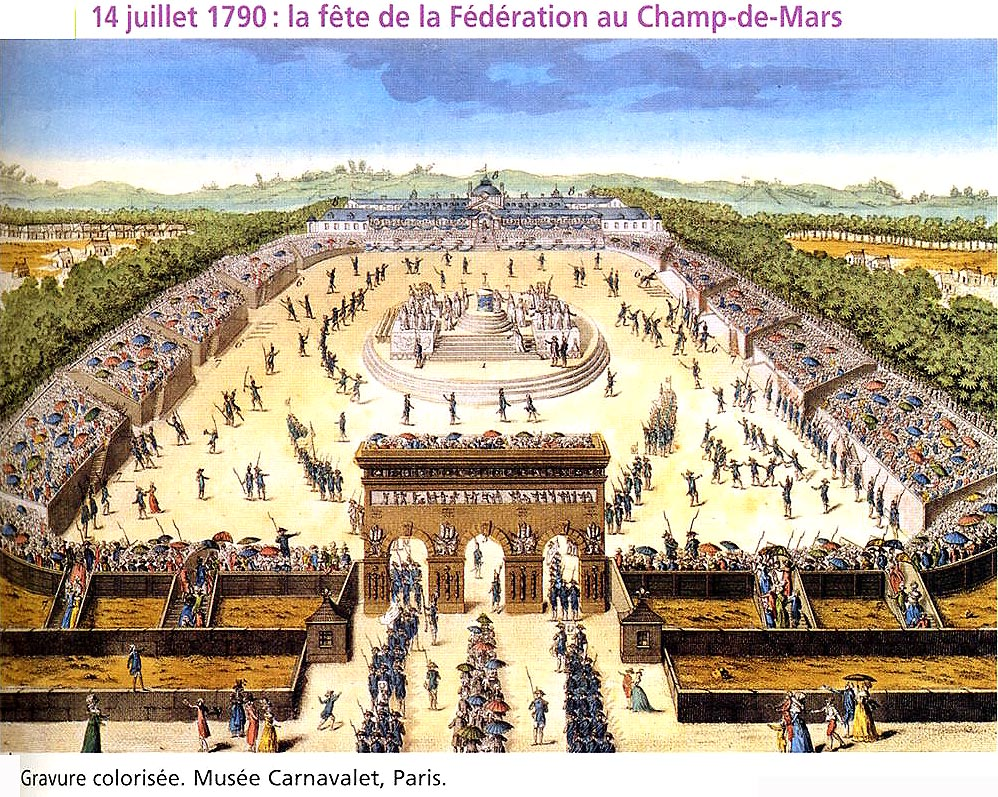 14 juillet 1790 : la fête de la Fédération au Champ-de-Mars
Gravure colorisée. Musée Carnavalet, Paris.